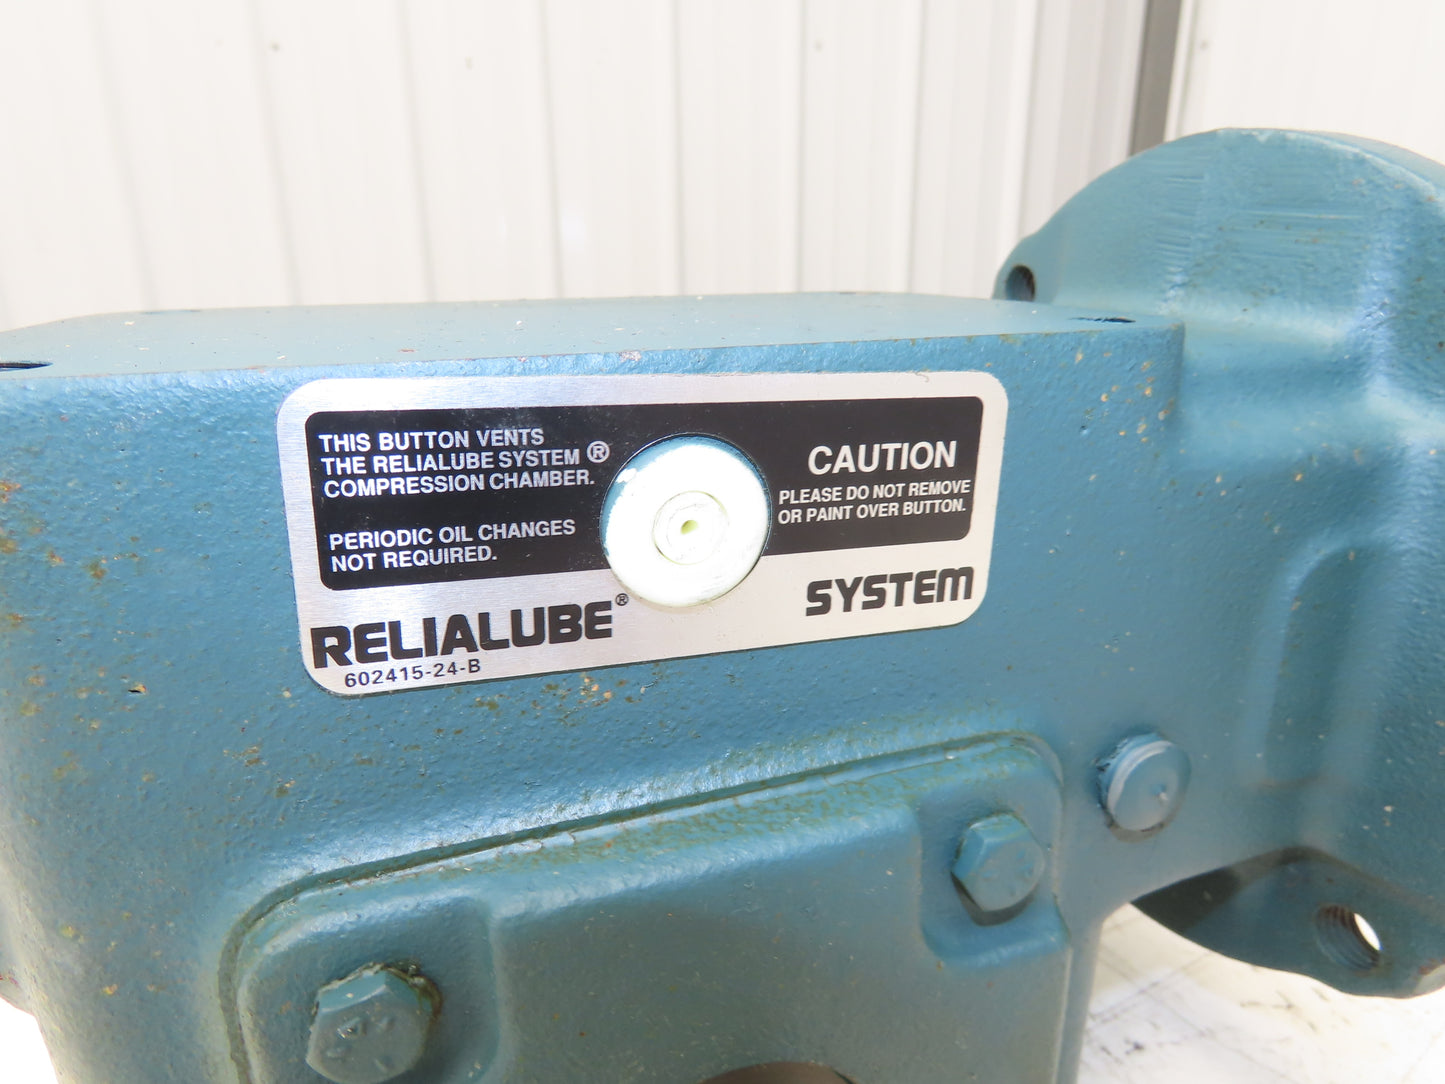 THIS BUTTON VENTS
THE RELIALUBE SYSTEM ®
COMPRESSION CHAMBER.
PERIODIC OIL CHANGES
NOT REQUIRED.
CAUTION
PLEASE DO NOT REMOVE
OR PAINT OVER BUTTON.
RELIALUBE® SYSTEM
602415-24-B